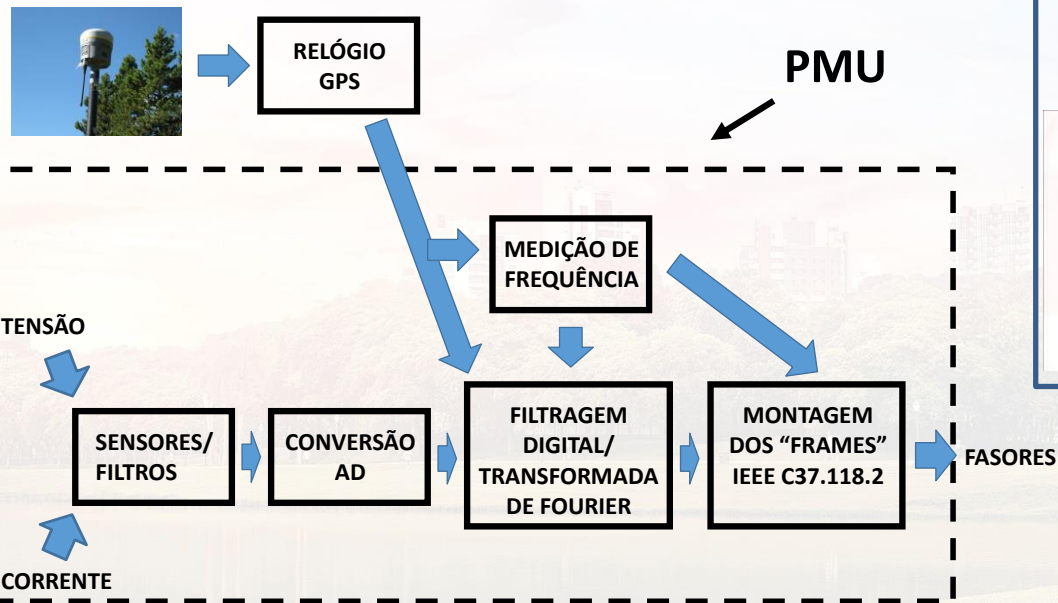 RELÓGIO
GPS
PMU
MEDIÇÃO DE
FREQUÊNCIA
TENSÃO
SENSORES/
FILTROS
CONVERSÃO
AD
FILTRAGEM
DIGITAL/
TRANSFORMADA
DE FOURIER
MONTAGEM
DOS “FRAMES”
IEEE C37.118.2
FASORES
CORRENTE